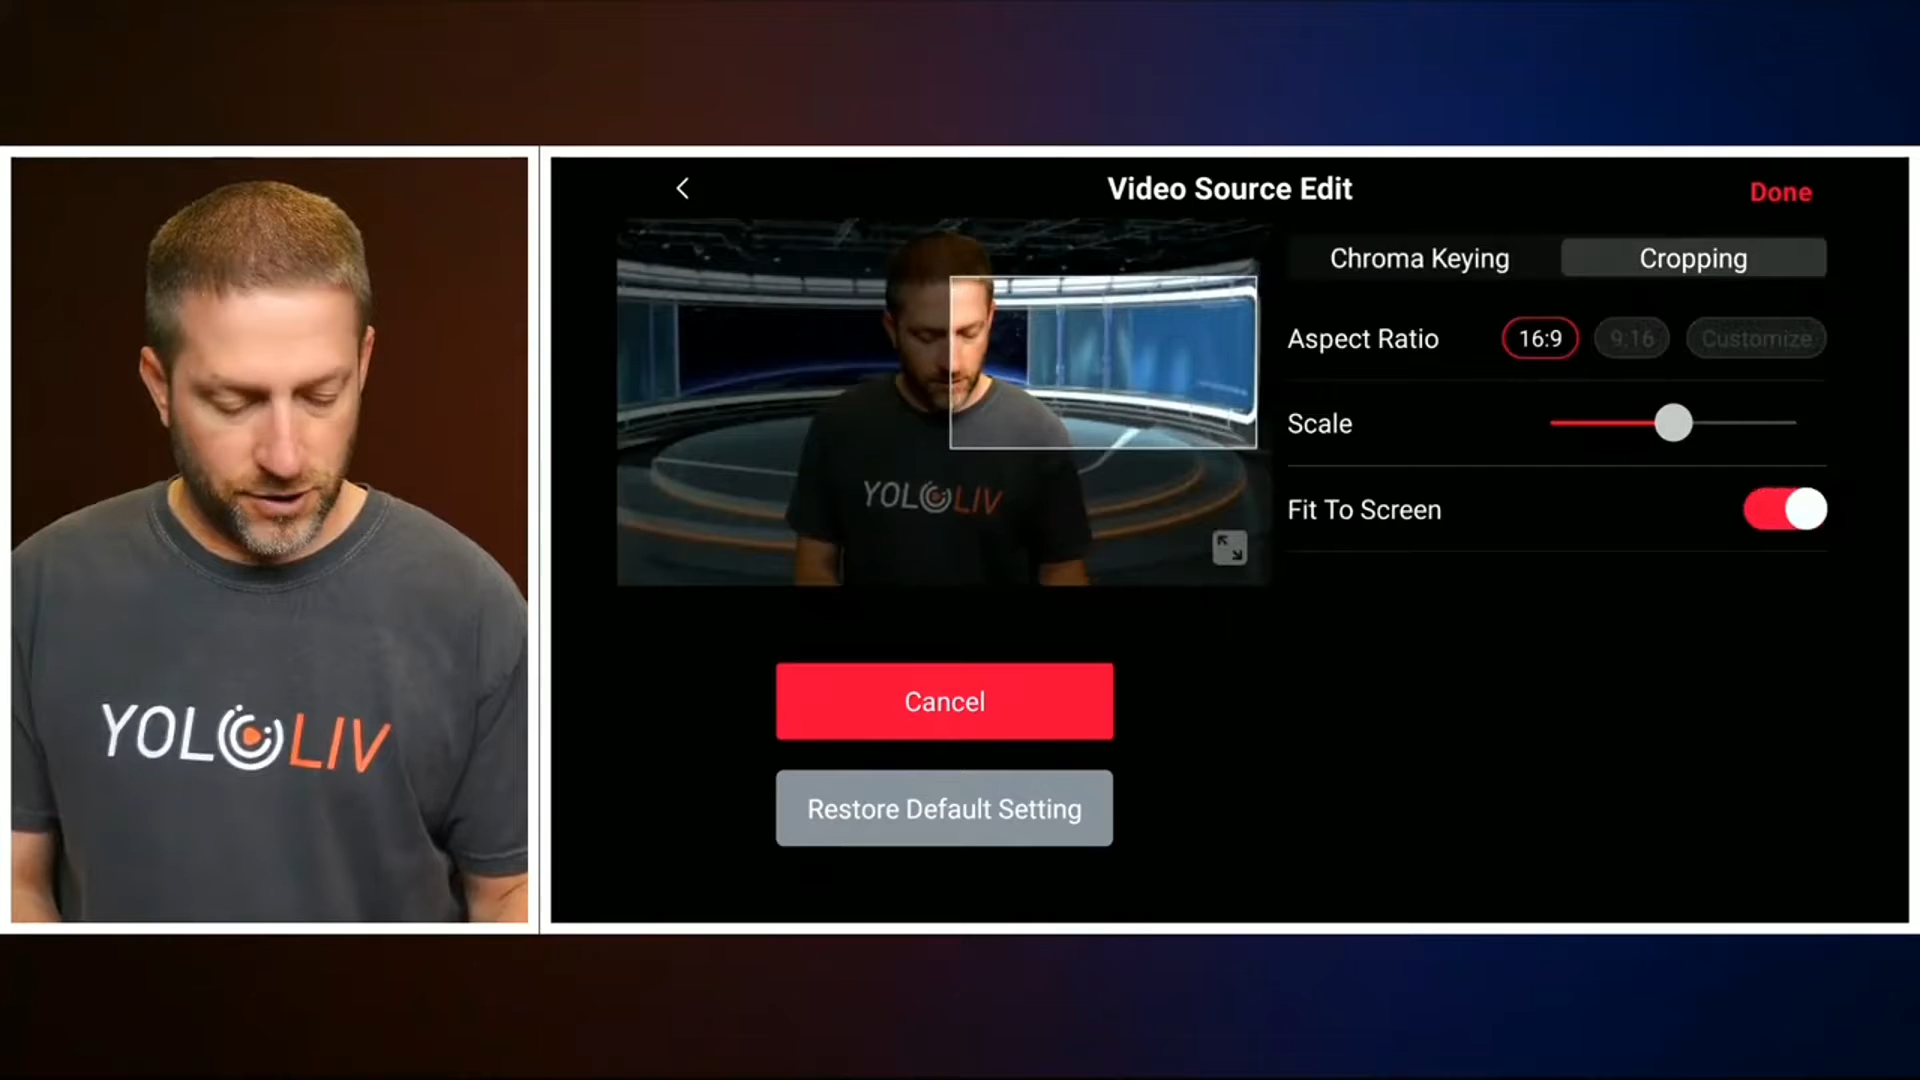 YOLOLIV
Video Source Edit
Done
Chroma Keying
Cropping
Aspect Ratio
16:9
9:16
Customize
Scale
Fit To Screen
YOLOLIV
Cancel
Restore Default Setting